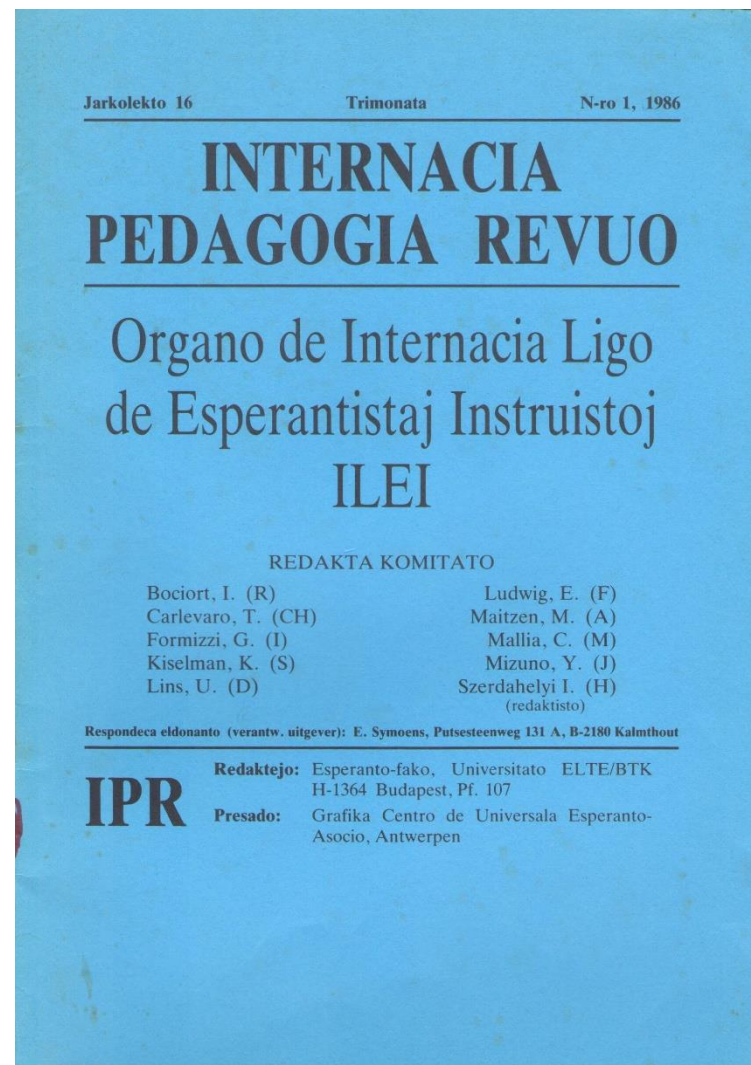 Jarkolekto 16 Trimonata N-ro 1, 1986
INTERNACIA
PEDAGOGIA REVUO
Organo de Internacia Ligo
de Esperantistaj Instruistoj
ILEI
REDAKTA KOMITATO
Bociort, I. (R)
Carlevaro, T. (CH)
Formizzi, G. (I)
Kiselman, K. (S)
Lins, U. (D)
Ludwig, E. (F)
Maitzen, M. (A)
Mallia, C. (M)
Mizuno, Y. (J)
Szerdahelyi I. (H)
(redaktisto)
Respondeca eldonanto (verantw. uitgever): E. Symoens, Putsesteenweg 131 A, B-2180 Kalmthout
IPR
Redaktejo: Esperanto-fako, Universitato ELTE/BTK
H-1364 Budapest, Pf. 107
Presado: Grafika Centro de Universala Esperanto-
Asocio, Antwerpen